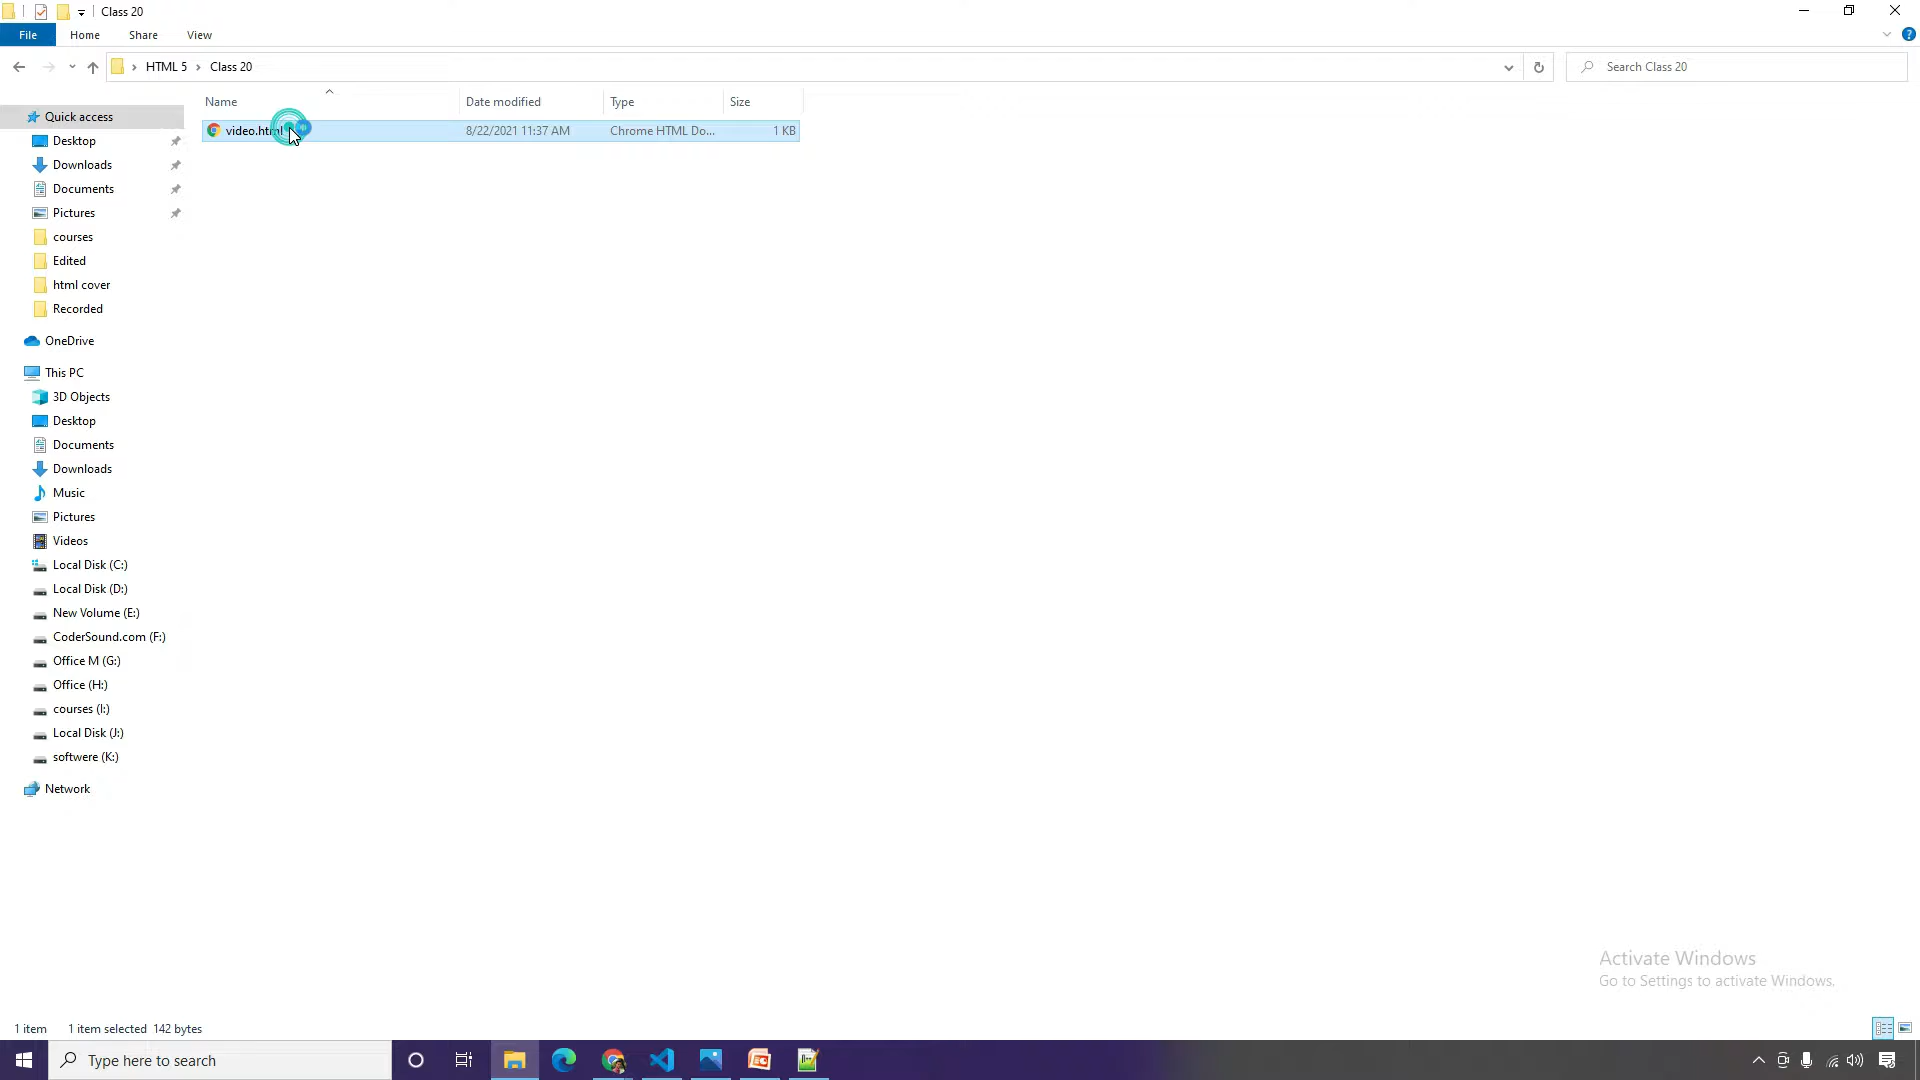 Class 20
File Home Share View
HTML 5 Class 20 Search Class 20
Name Date modified Type Size
video.html 8/22/2021 11:37 AM Chrome HTML Do... 1 KB
Quick access
Desktop
Downloads
Documents
Pictures
courses
Edited
html cover
Recorded
OneDrive
This PC
3D Objects
Desktop
Documents
Downloads
Music
Pictures
Videos
Local Disk (C:)
Local Disk (D:)
New Volume (E:)
CoderSound.com (F:)
Office M (G:)
Office (H:)
courses (I:)
Local Disk (J:)
softwere (K:)
Network
Activate Windows
Go to Settings to activate Windows.
1 item 1 item selected 142 bytes
Type here to search